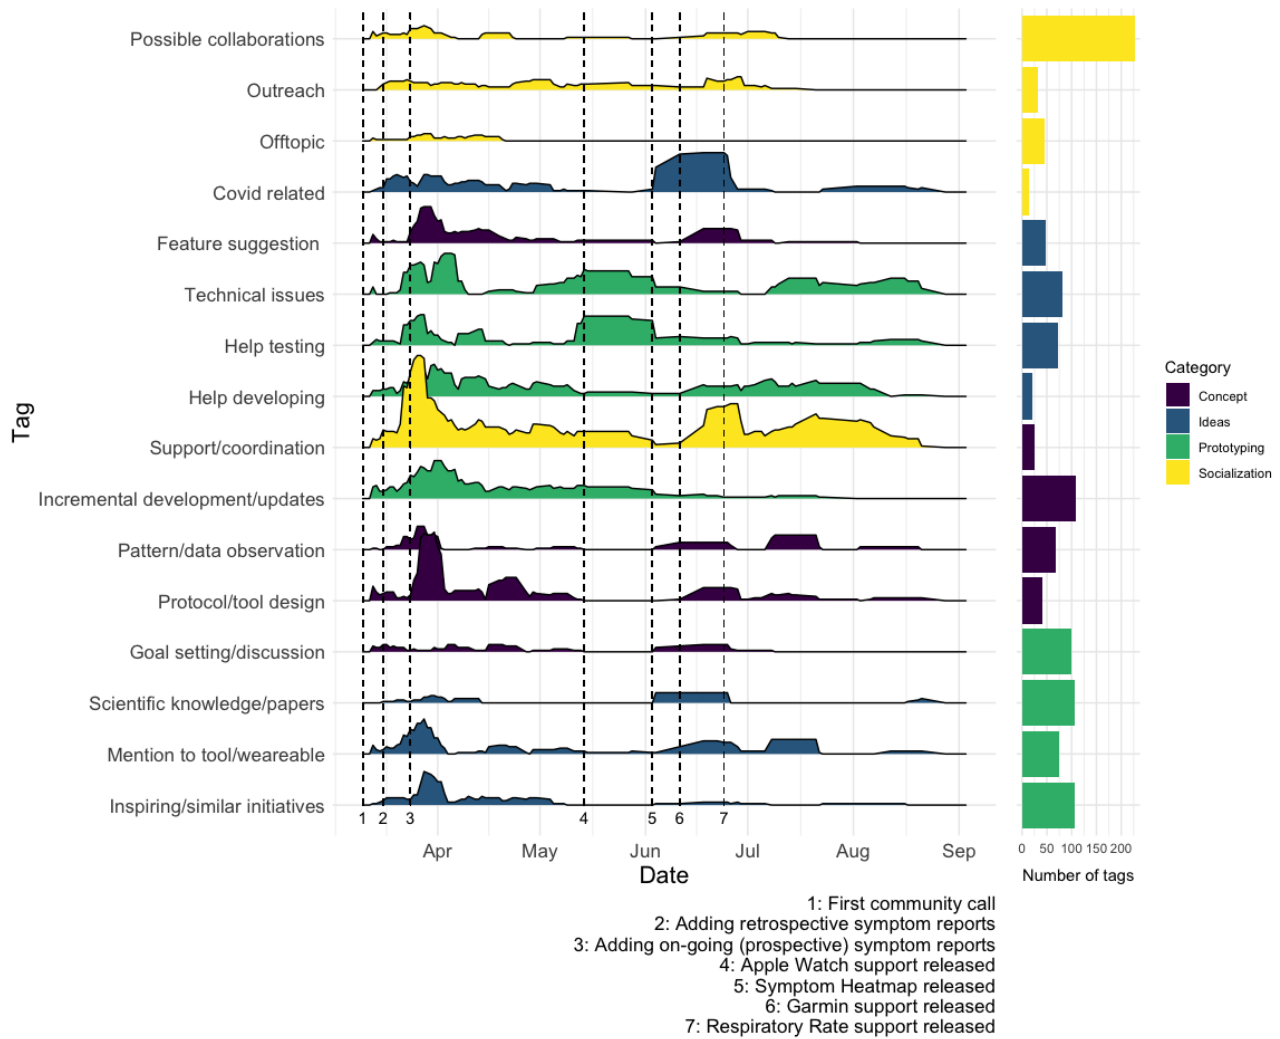 Possible collaborations
Outreach
Offtopic
Covid related
Feature suggestion
Technical issues
Help testing
Help developing
Support/coordination
Incremental development/updates
Pattern/data observation
Protocol/tool design
Goal setting/discussion
Scientific knowledge/papers
Mention to tool/weareable
Inspiring/similar initiatives
Tag
1 2 3 4 5 6 7
Apr May Jun Jul Aug Sep
Date
0 50 100 150 200
Number of tags
Category
Concept
Ideas
Prototyping
Socialization
1: First community call
2: Adding retrospective symptom reports
3: Adding on-going (prospective) symptom reports
4: Apple Watch support released
5: Symptom Heatmap released
6: Garmin support released
7: Respiratory Rate support released